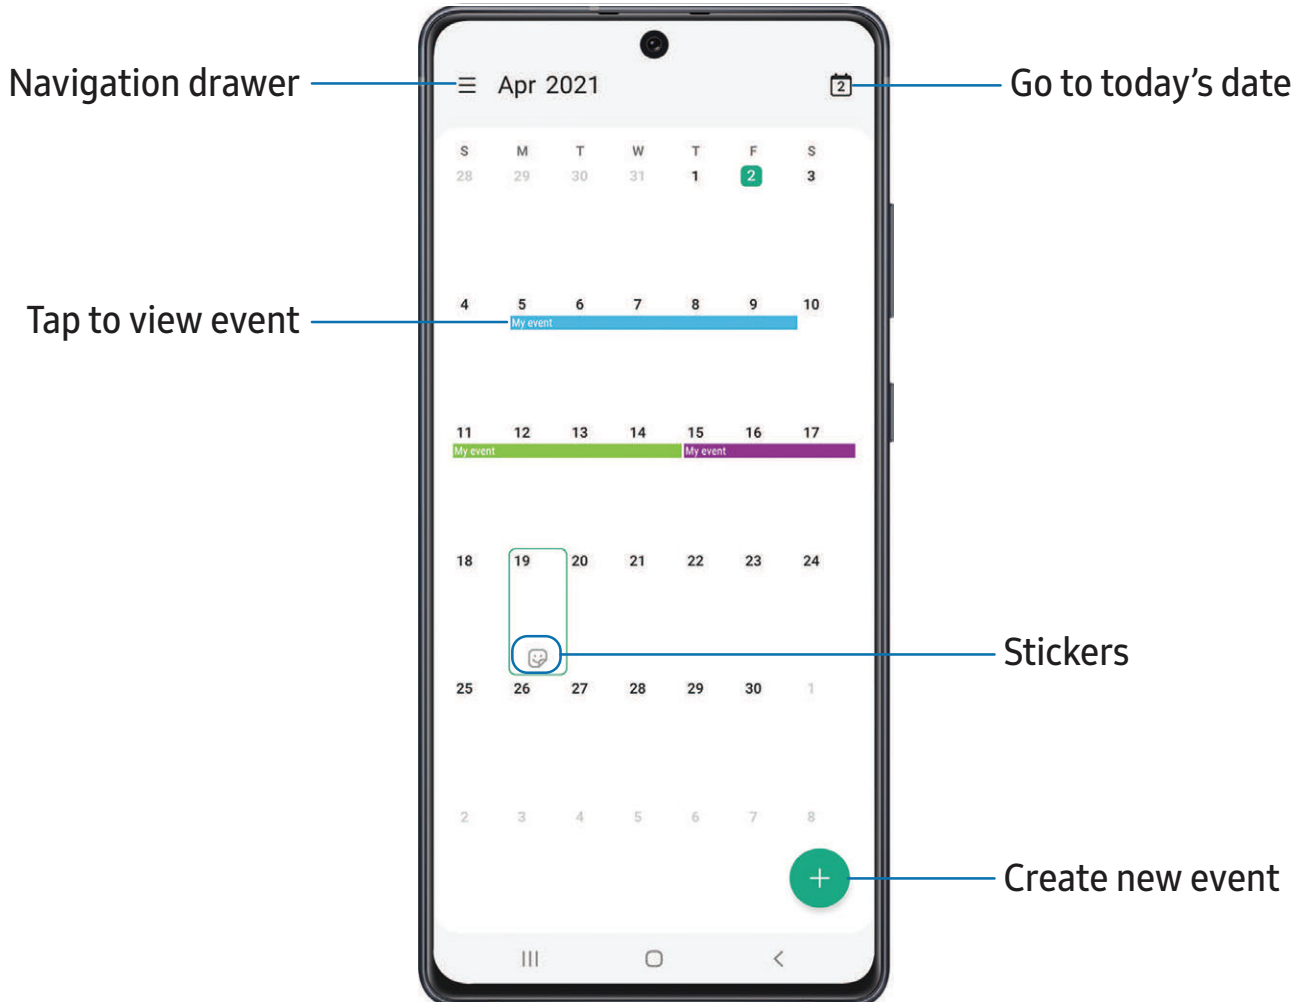 Navigation drawer
Apr 2021
2
Go to today's date
S M T W T F S
28 29 30 31 1 2 3
Tap to view event
4 5 6 7 8 9 10
My event
11 12 13 14 15 16 17
My event My event
18 19 20 21 22 23 24
Stickers
25 26 27 28 29 30 1
2 3 4 5 6 7 8
Create new event